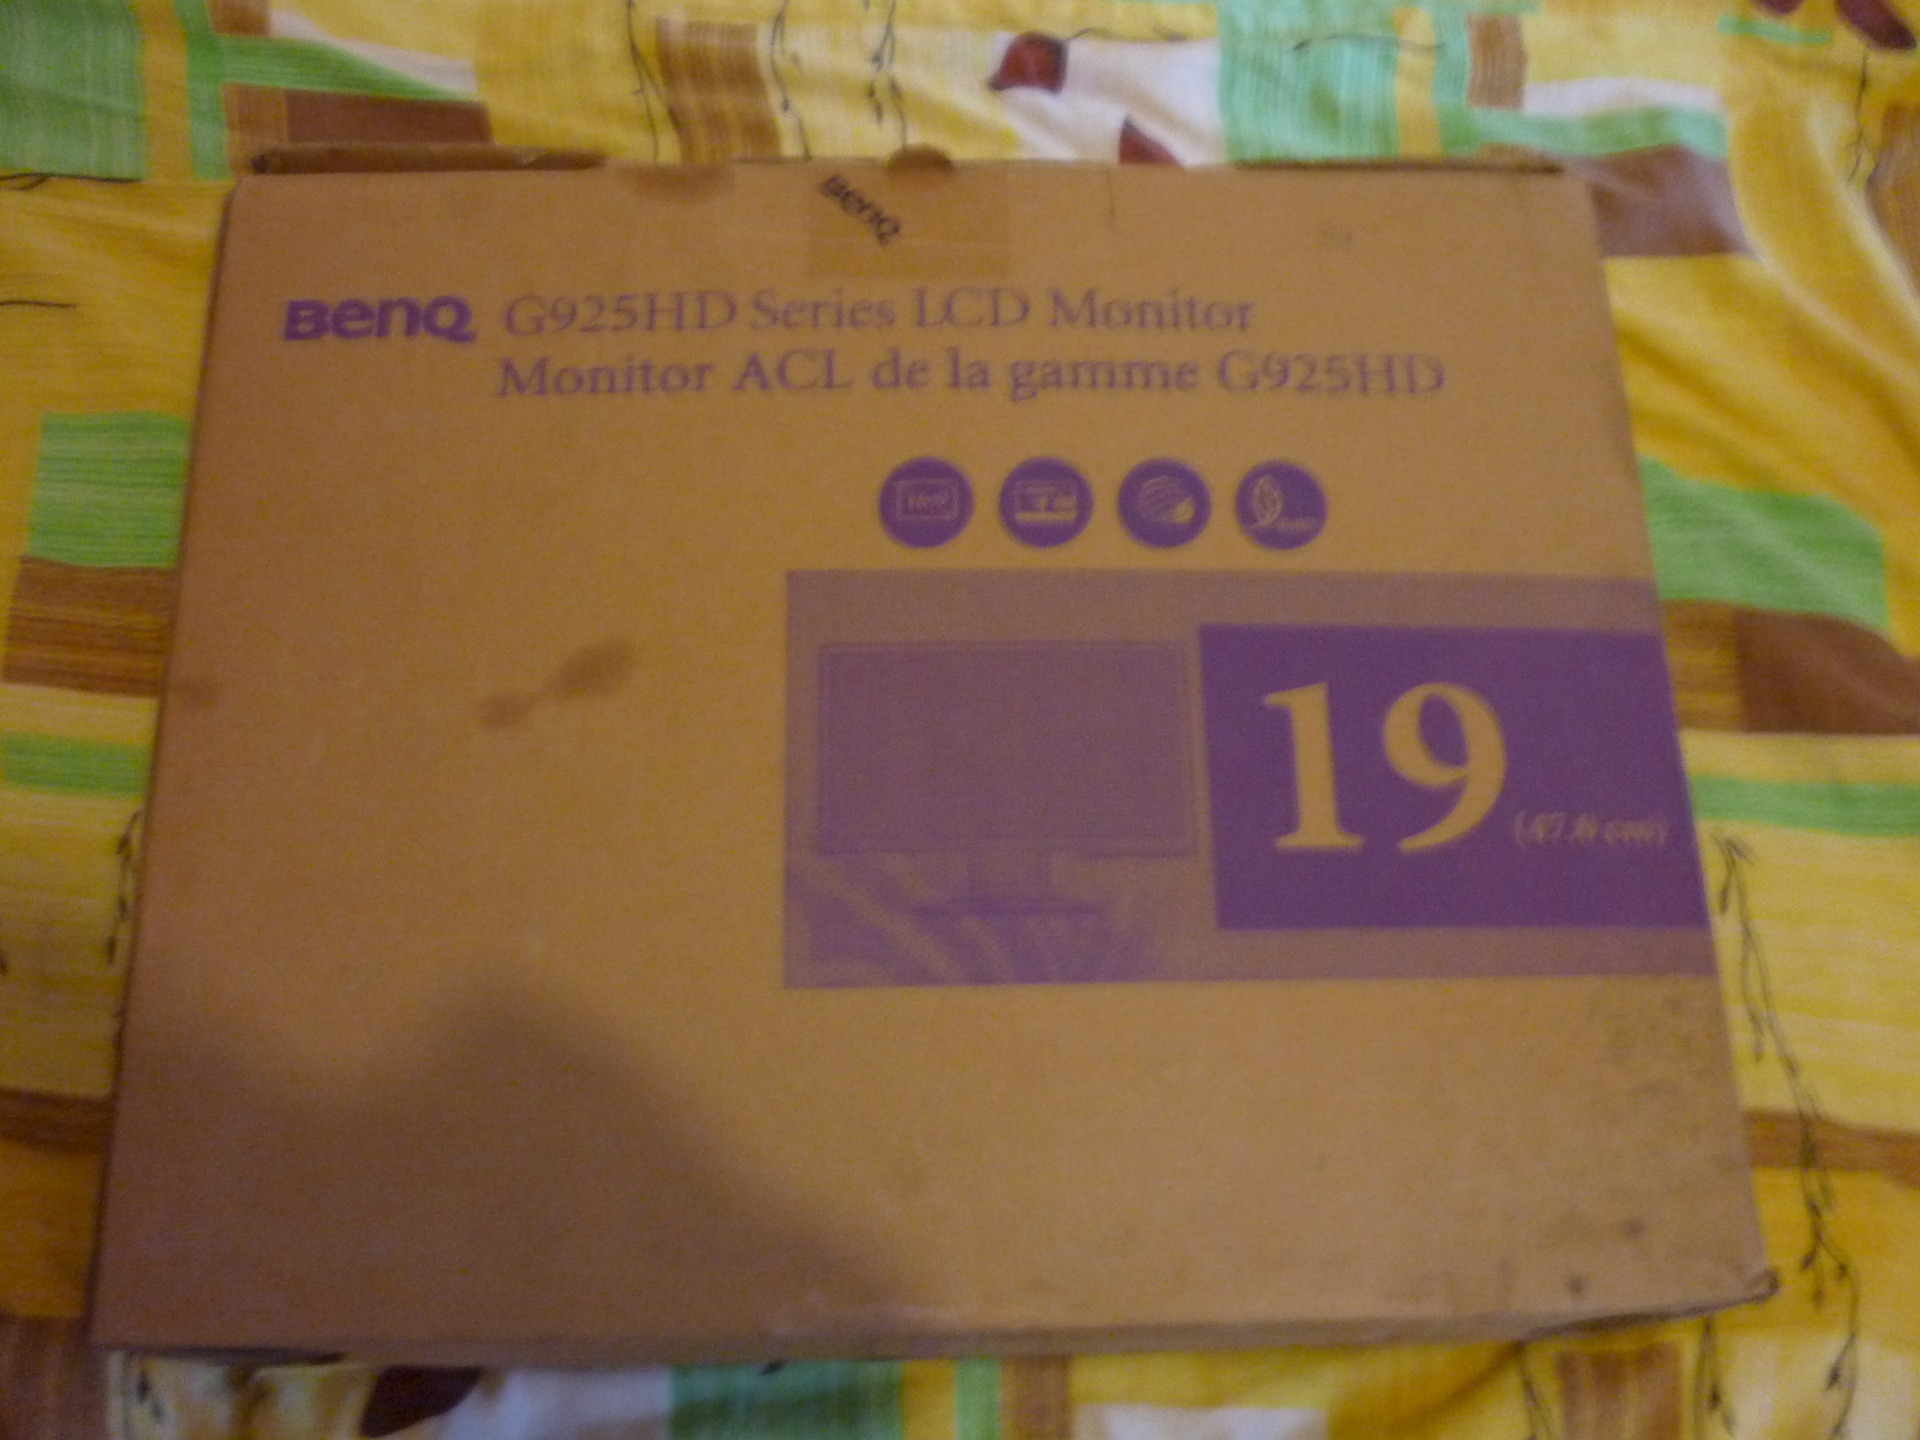 BenQ
BenQ G925HD Series LCD Monitor
Monitor ACL de la gamme G925HD
19